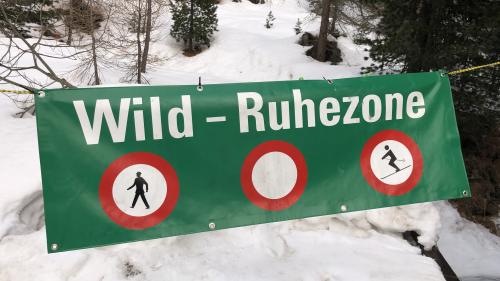 Wild – Ruhezone